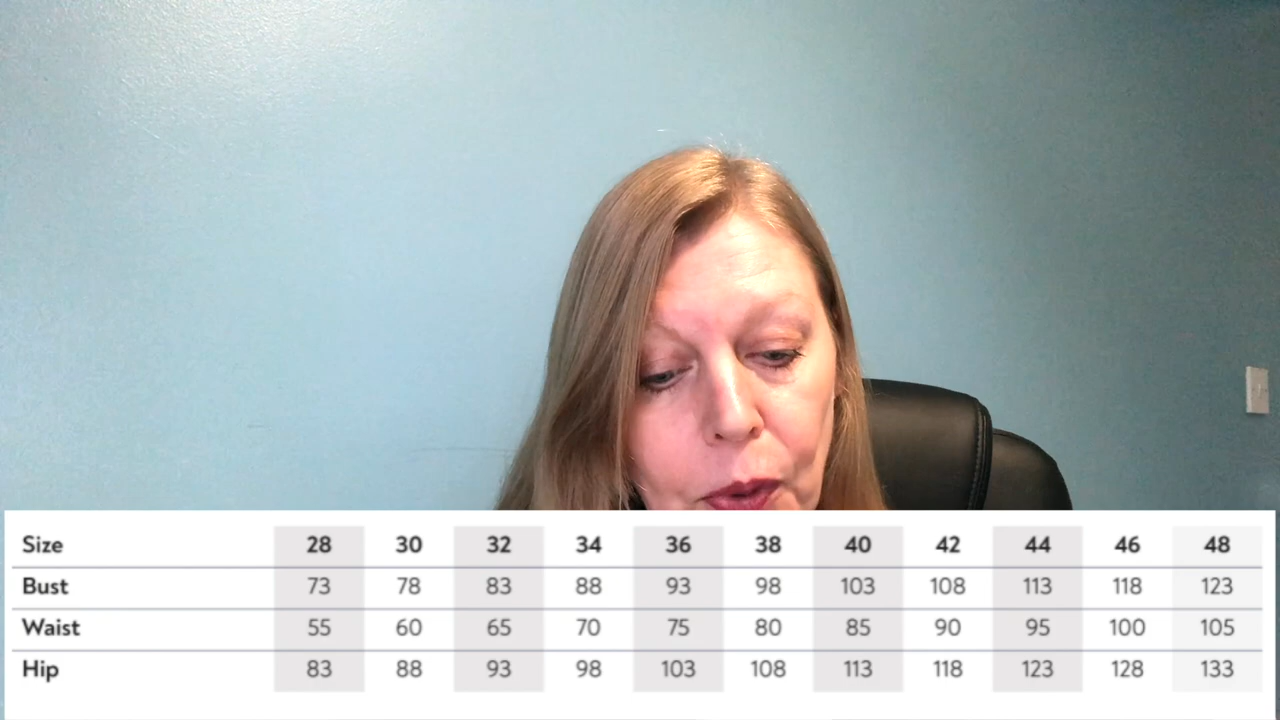 Size 28 30 32 34 36 38 40 42 44 46 48
Bust 73 78 83 88 93 98 103 108 113 118 123
Waist 55 60 65 70 75 80 85 90 95 100 105
Hip 83 88 93 98 103 108 113 118 123 128 133